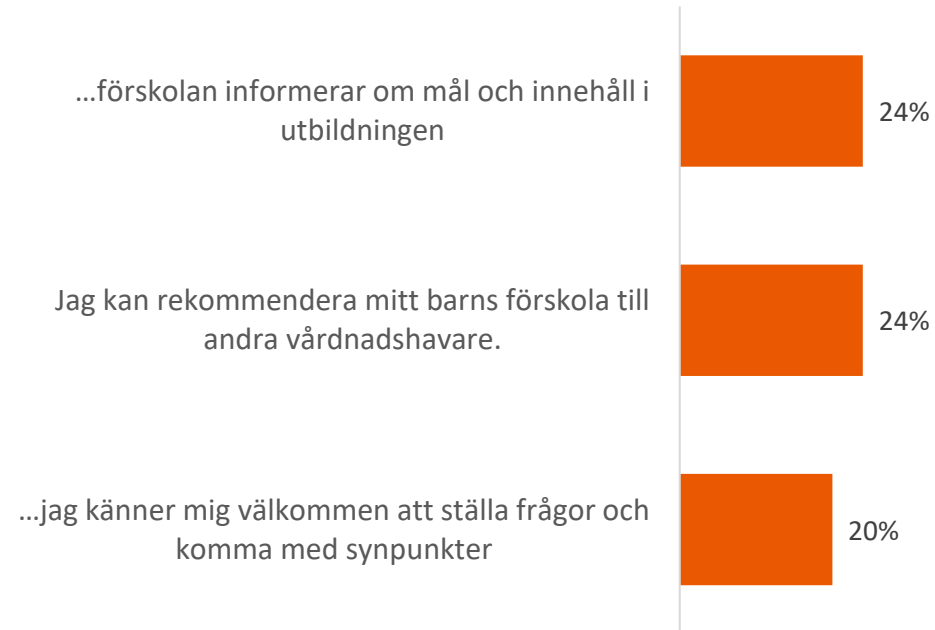 ...förskolan informerar om mål och innehåll i
utbildningen
24%
Jag kan rekommendera mitt barns förskola till
andra vårdnadshavare.
24%
...jag känner mig välkommen att ställa frågor och
komma med synpunkter
20%